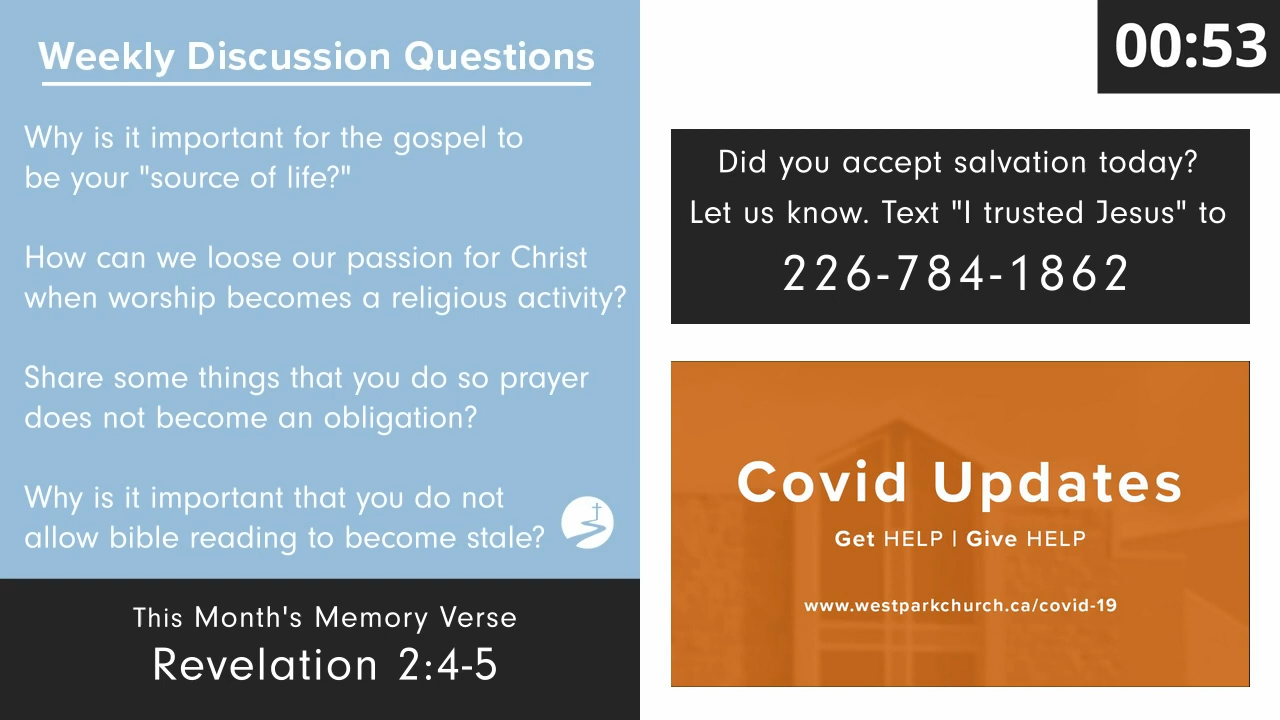 Weekly Discussion Questions
Why is it important for the gospel to
be your "source of life?"
How can we loose our passion for Christ
when worship becomes a religious activity?
Share some things that you do so prayer
does not become an obligation?
Why is it important that you do not
allow bible reading to become stale?
This Month's Memory Verse
Revelation 2:4-5
00:53
Did you accept salvation today?
Let us know. Text "I trusted Jesus" to
226-784-1862
Covid Updates
Get HELP | Give HELP
www.westparkchurch.ca/covid-19